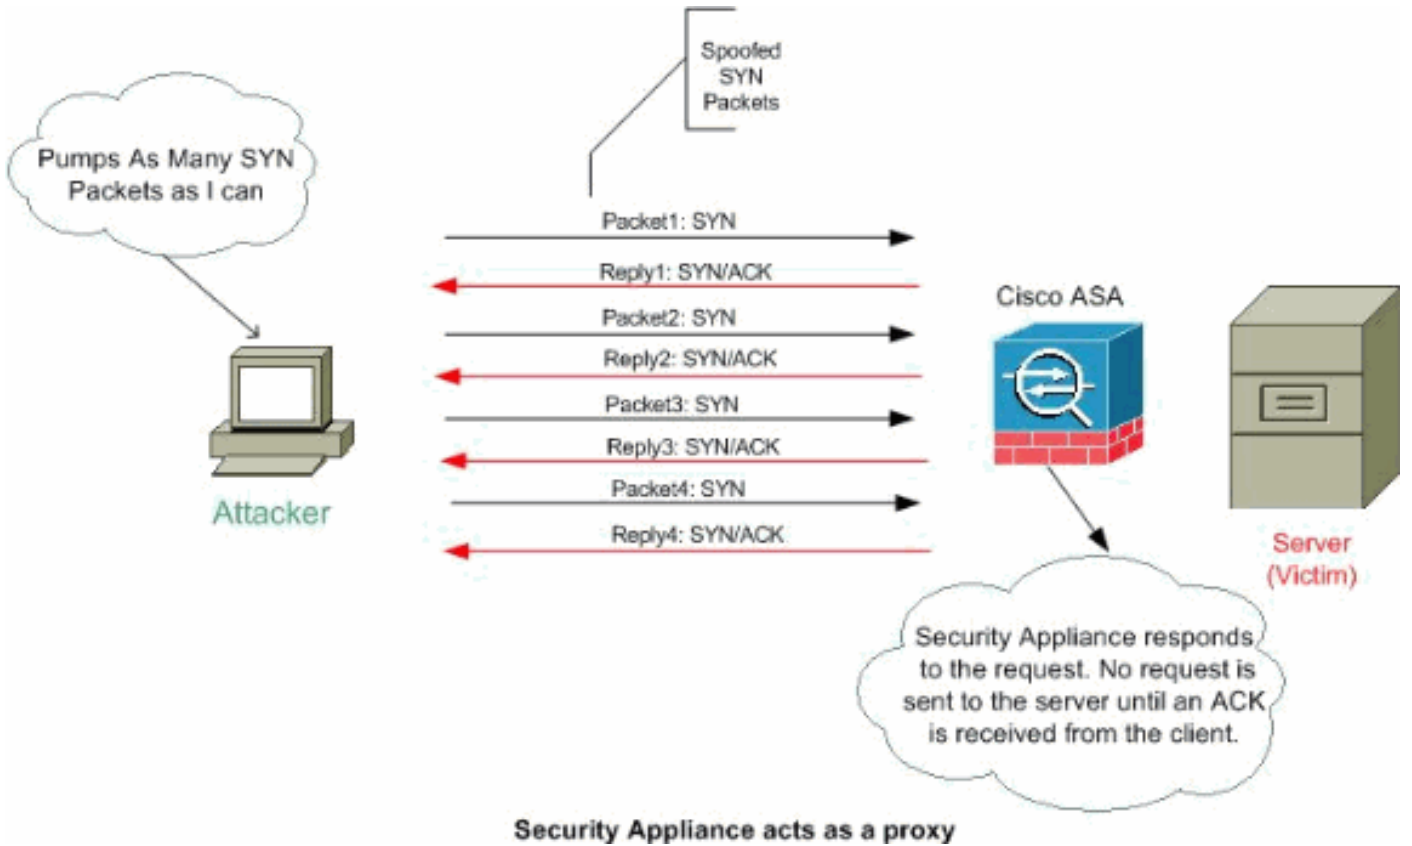 Spoofed
SYN
Packets
Pumps As Many SYN
Packets as I can
Packet1: SYN
Reply1: SYN/ACK
Packet2: SYN
Reply2: SYN/ACK
Packet3: SYN
Reply3: SYN/ACK
Packet4: SYN
Reply4: SYN/ACK
Cisco ASA
Attacker
Server
(Victim)
Security Appliance responds
to the request. No request is
sent to the server until an ACK
is received from the client.
Security Appliance acts as a proxy